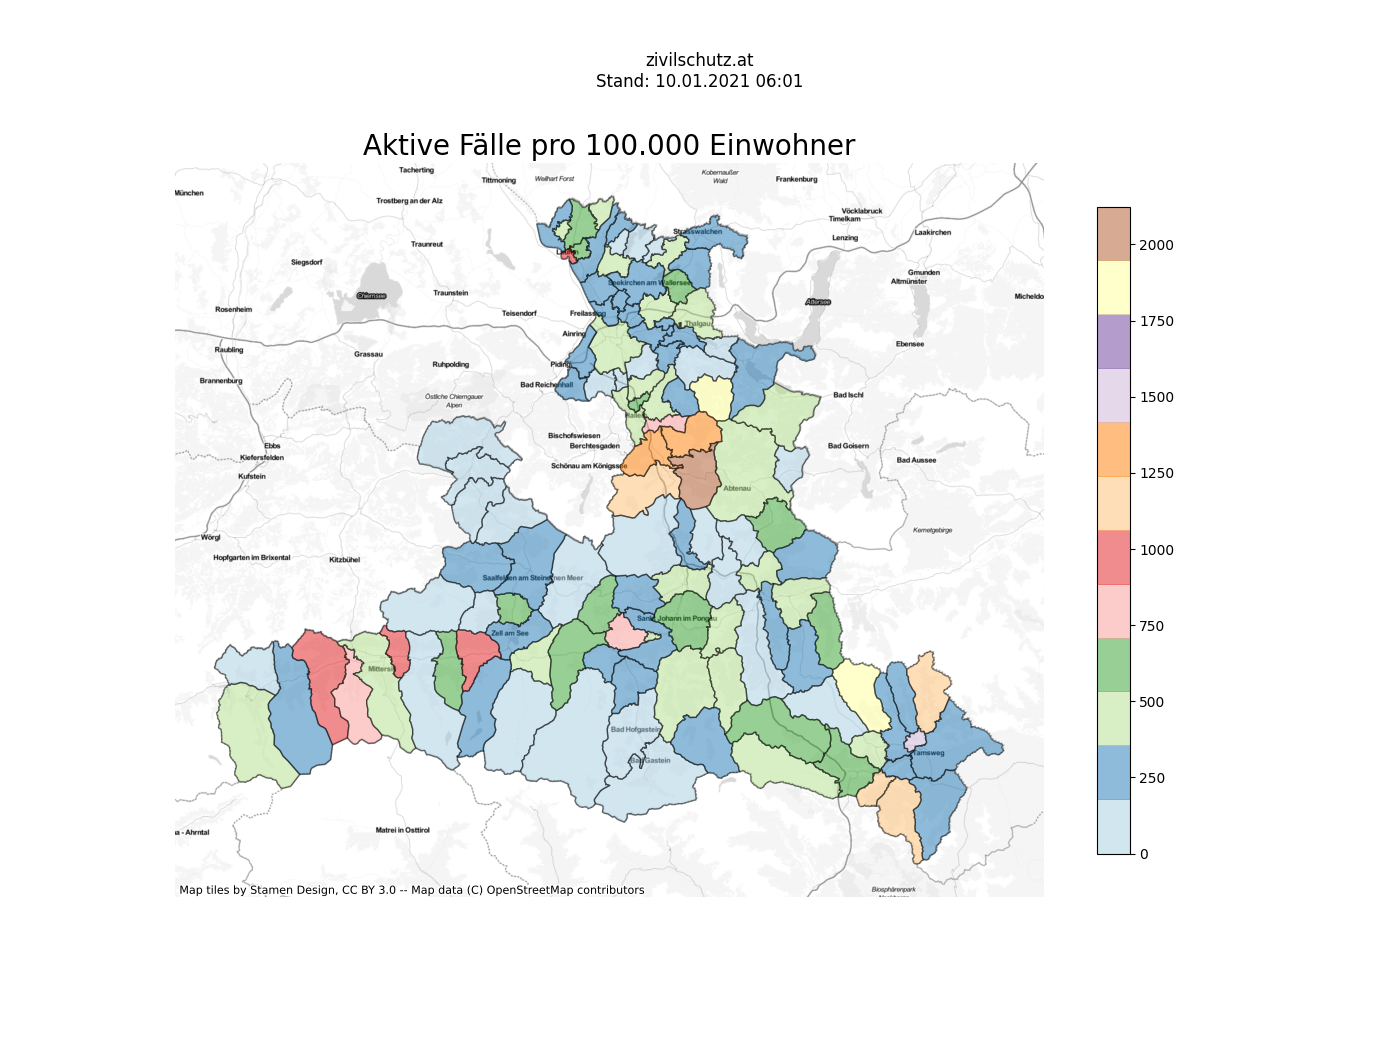 zivilschutz.at
Stand: 10.01.2021 06:01
Aktive Fälle pro 100.000 Einwohner
Tacherting
Tittmoning
Weilhart Forst
Kobernaußer
Wald
Frankenburg
München
Trostberg an der Alz
Vöcklabruck
Timelkam
Laakirchen
Straßwalchen
Lenzing
Traunreut
Siegsdorf
Gmunden
Altmünster
Seekirchen am Wallersee
Chiemsee
Traunstein
Attersee
Micheldo
Rosenheim
Teisendorf
Freilassing
Thalgau
Ainring
Ebensee
Raubling
Grassau
Ruhpolding
Piding
Brannenburg
Bad Reichenhall
Östliche Chiemgauer
Alpen
Bad Ischl
Hallein
Bischofswiesen
Berchtesgaden
Ebbs
Kiefersfelden
Bad Goisern
Bad Aussee
Schönau am Königssee
Kufstein
Abtenau
Wörgl
Kemetgebirge
Hopfgarten im Brixental
Kitzbühel
Saalfelden am Steinernen Meer
Sankt Johann im Pongau
Zell am See
Mittersill
Bad Hofgastein
Bad Gastein
Tamsweg
a - Ahrntal
Matrei in Osttirol
Biosphärenpark
Map tiles by Stamen Design, CC BY 3.0 -- Map data (C) OpenStreetMap contributors
2000
1750
1500
1250
1000
750
500
250
0